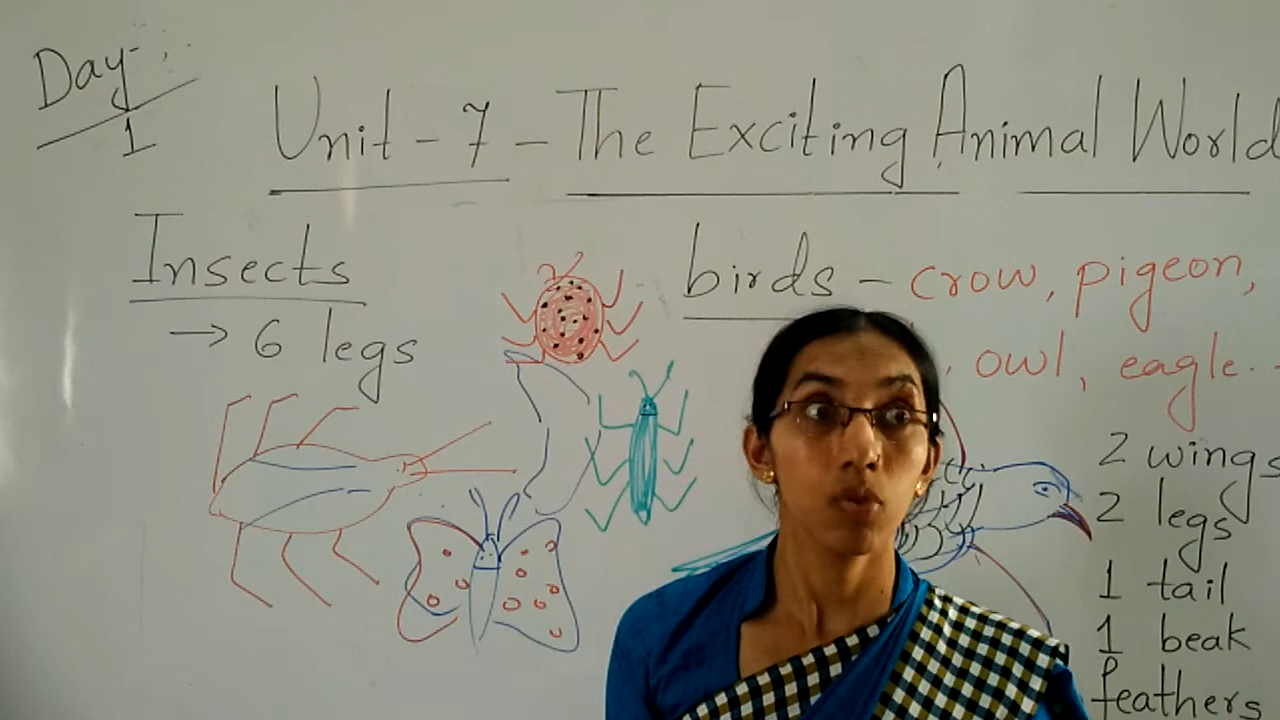 Day-
1
Unit - 7 - The Exciting Animal World
Insects
→ 6 legs
birds - crow, pigeon,
owl, eagle..
2 wings
2 legs
1 tail
1 beak
feathers